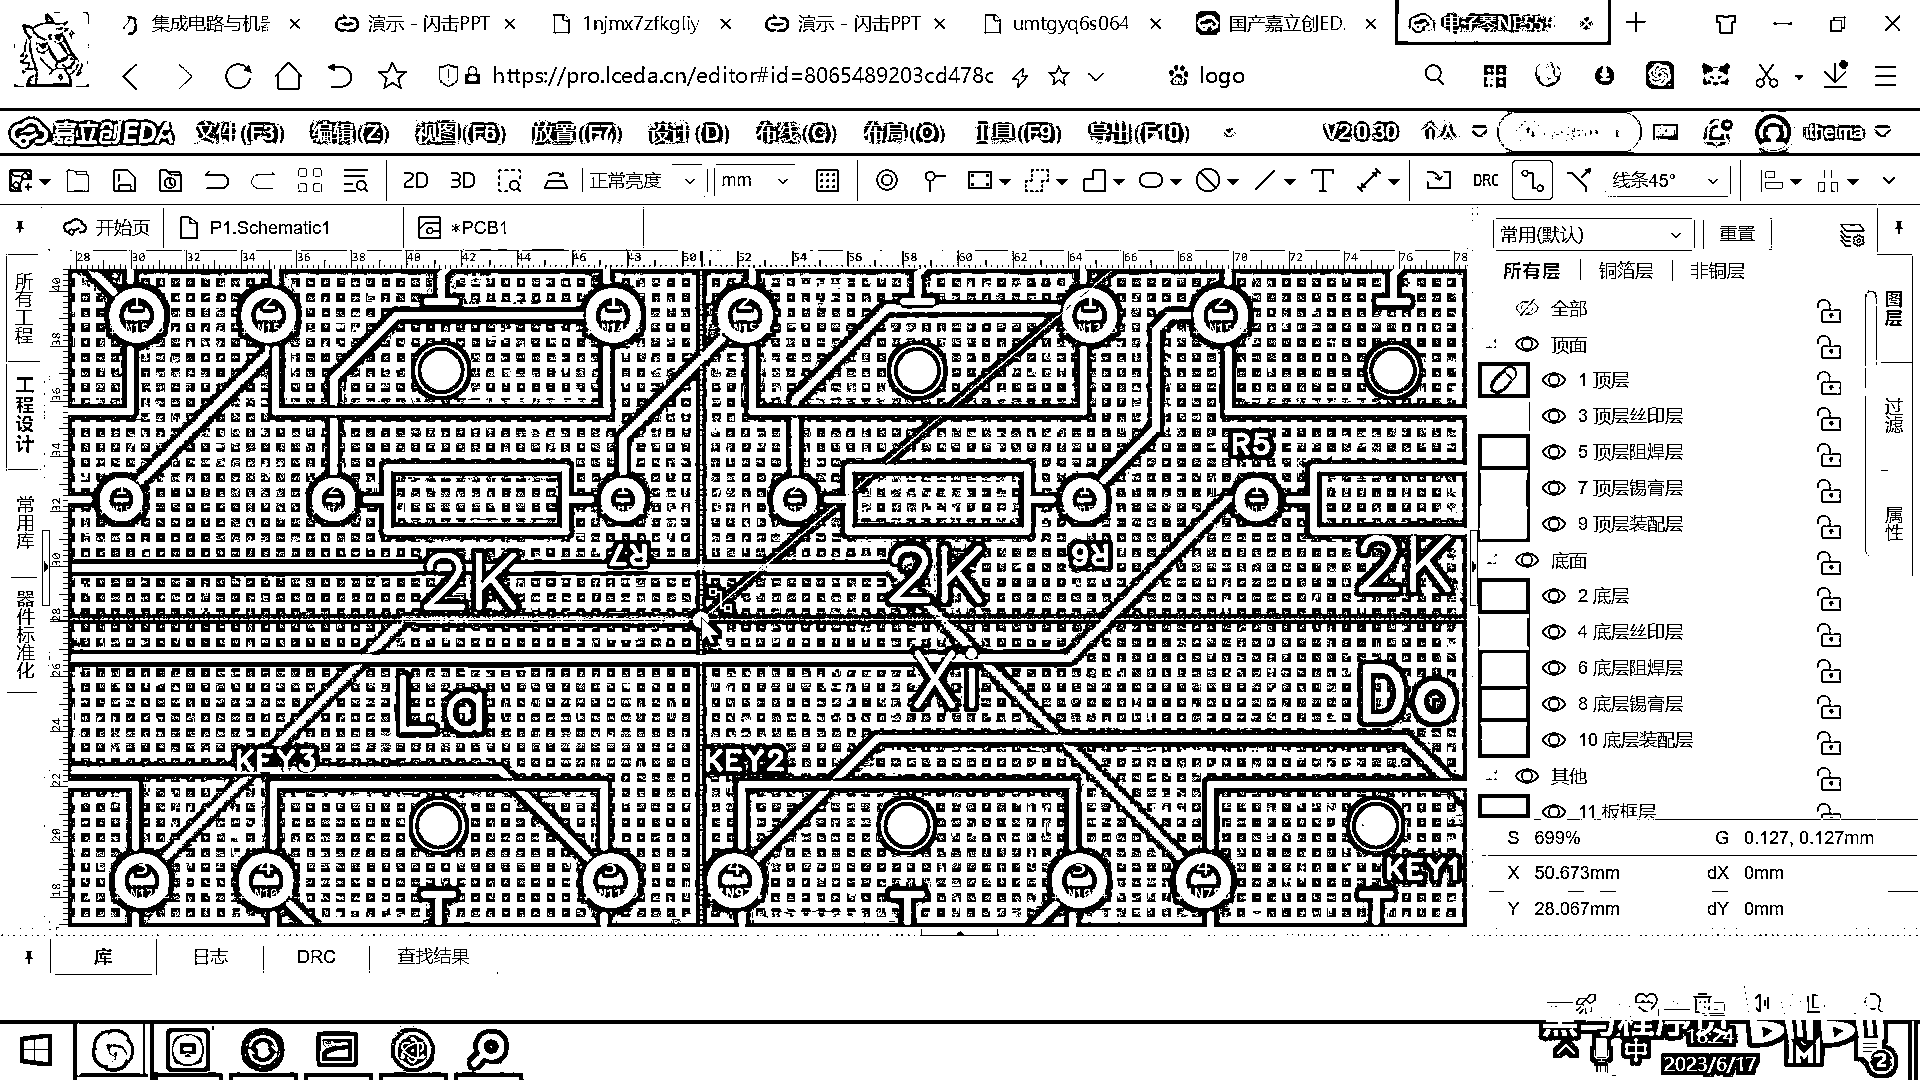 集成电路与机 演示 - 闪击PPT 1njmx7zfkgliy 演示 - 闪击PPT umtgyq6s064 国产嘉立创ED. 电子琴NE555
https://pro.lceda.cn/editor#id=8065489203cd478c logo
嘉立创EDA 文件(F3) 编辑(Z) 视图(F6) 放置(F7) 设计(D) 布线(G) 布局(O) 工具(F9) 导出(F10) V2.0.30 个人 ithema
2D 3D 正常亮度 mm DRC 线条45°
开始页 P1.Schematic1 *PCB1
常用(默认) 重置
28 30 32 34 36 38 40 42 44 46 48 50 52 54 56 58 60 62 64 66 68 70 72 74 76 78
所有层 铜箔层 非铜层
所有工程
工程设计
常用库
器件标准化
全部
顶面
1 顶层
3 顶层丝印层
5 顶层阻焊层
7 顶层锡膏层
9 顶层装配层
底面
2 底层
4 底层丝印层
6 底层阻焊层
8 底层锡膏层
10 底层装配层
其他
11 板框层
图层
过滤
属性
R5
R7 R6
2K 2K 2K
La Xi Do
KEY3 KEY2
KEY1
S 699% G 0.127, 0.127mm
X 50.673mm dX 0mm
Y 28.067mm dY 0mm
库 日志 DRC 查找结果
中
16:24
2023/6/17
2